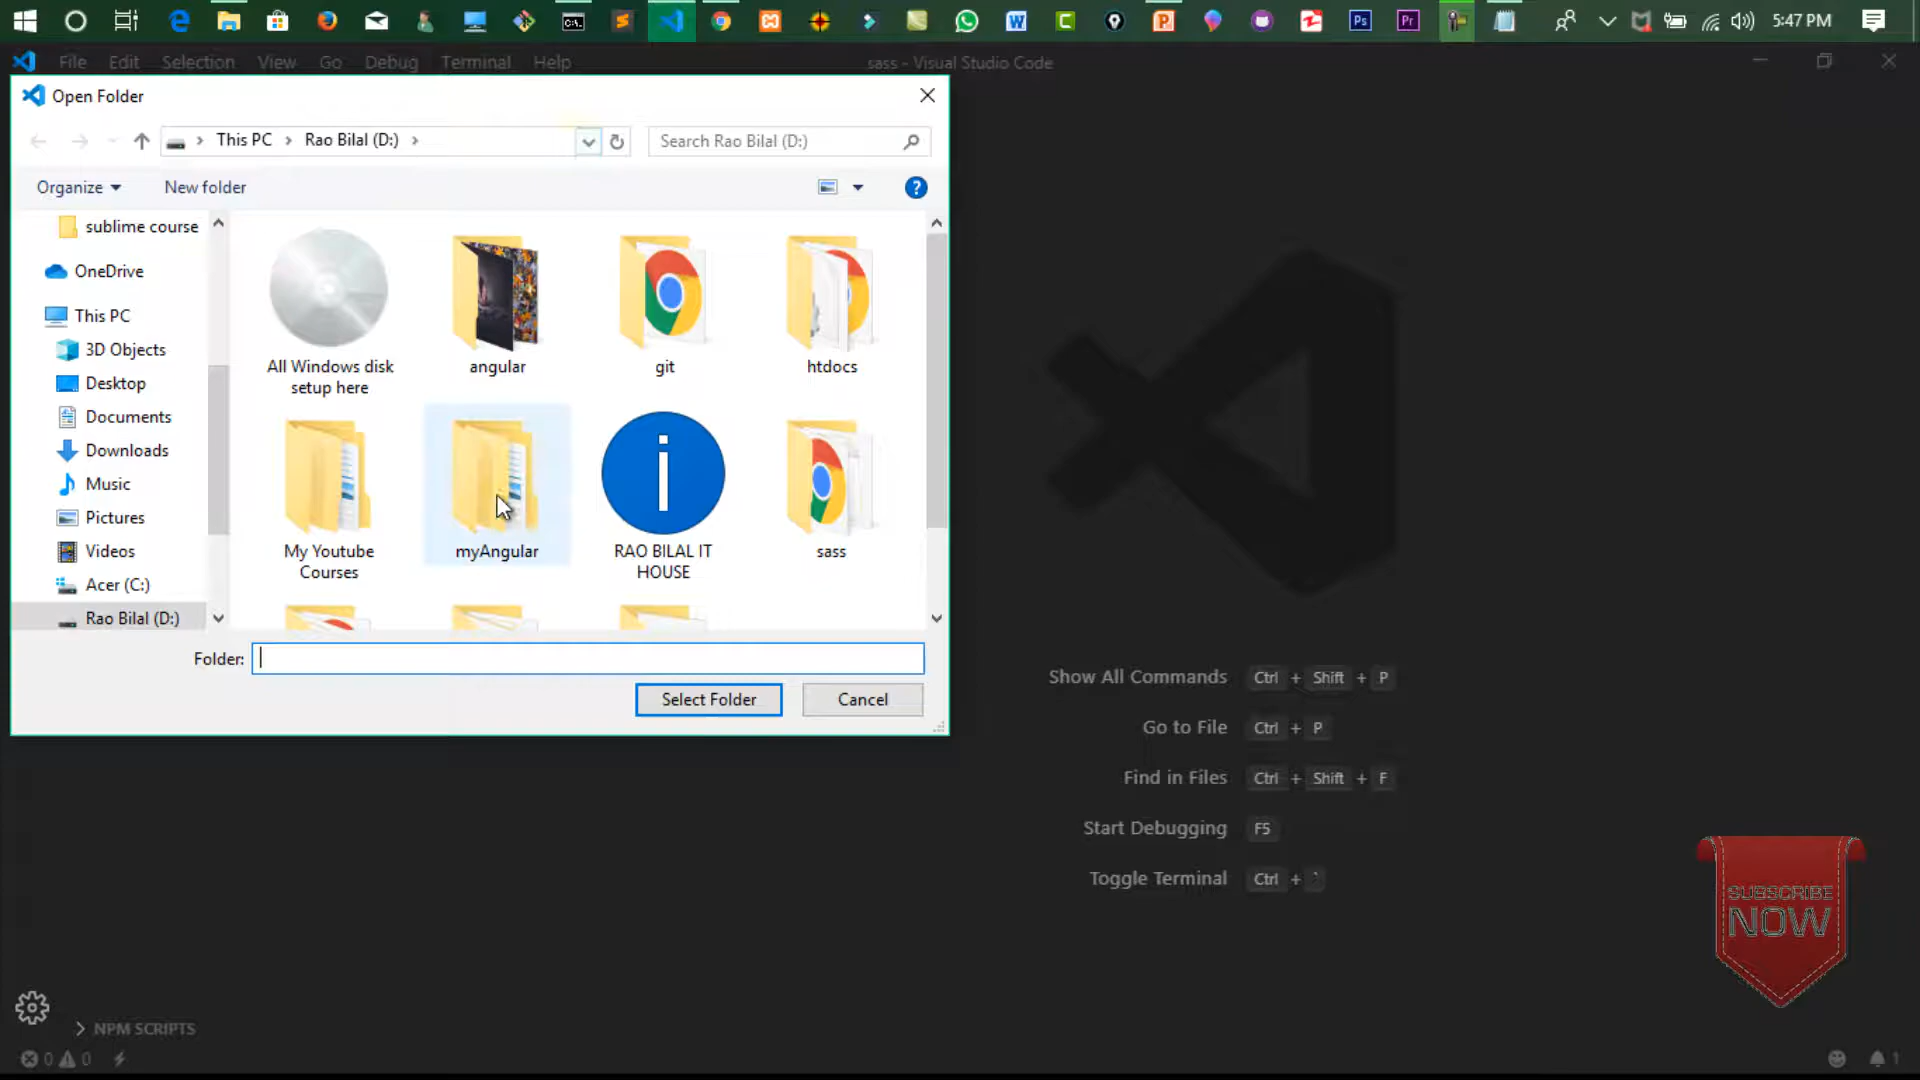 5:47 PM
File Edit Selection View Go Debug Terminal Help
sass - Visual Studio Code
Open Folder
This PC > Rao Bilal (D:) >
Search Rao Bilal (D:)
Organize
New folder
sublime course
OneDrive
This PC
3D Objects
Desktop
Documents
Downloads
Music
Pictures
Videos
Acer (C:)
Rao Bilal (D:)
All Windows disk
setup here
angular
git
htdocs
My Youtube
Courses
myAngular
RAO BILAL IT
HOUSE
sass
Folder:
Select Folder
Cancel
Show All Commands Ctrl + Shift + P
Go to File Ctrl + P
Find in Files Ctrl + Shift + F
Start Debugging F5
Toggle Terminal Ctrl + `
SUBSCRIBE
NOW
NPM SCRIPTS
0 0
1